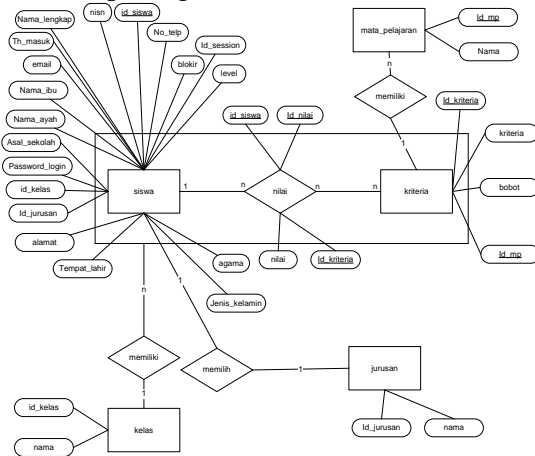 nisn
id_siswa
Nama_lengkap
No_telp
Th_masuk
Id_session
email
blokir
level
Nama_ibu
Nama_ayah
Asal_sekolah
Password_login
id_kelas
Id_jurusan
alamat
Tempat_lahir
agama
Jenis_kelamin
siswa
1
n
nilai
n
n
id_siswa
Id_nilai
nilai
Id_kriteria
kriteria
mata_pelajaran
Id_mp
Nama
n
memiliki
1
Id_kriteria
kriteria
bobot
Id_mp
n
memiliki
1
kelas
id_kelas
nama
1
memilih
1
jurusan
Id_jurusan
nama